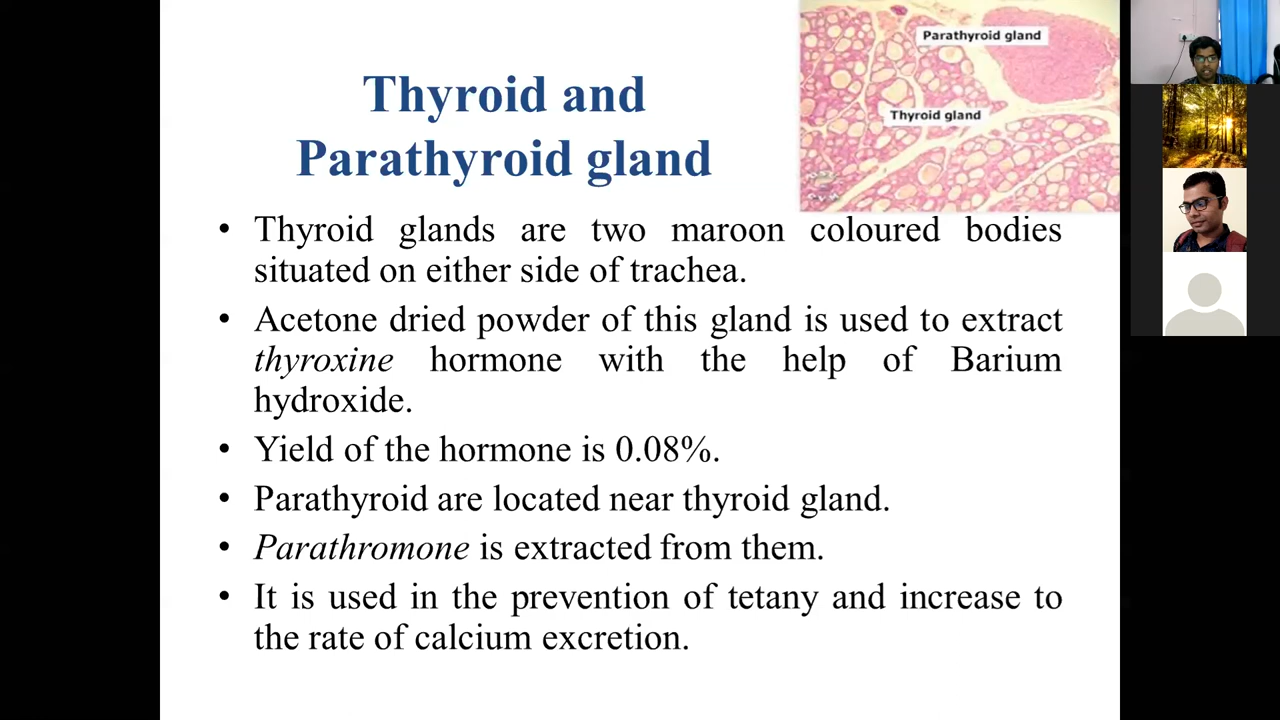 Thyroid and
Parathyroid gland
Parathyroid gland
Thyroid gland
• Thyroid glands are two maroon coloured bodies
situated on either side of trachea.
• Acetone dried powder of this gland is used to extract
thyroxine hormone with the help of Barium
hydroxide.
• Yield of the hormone is 0.08%.
• Parathyroid are located near thyroid gland.
• Parathromone is extracted from them.
• It is used in the prevention of tetany and increase to
the rate of calcium excretion.